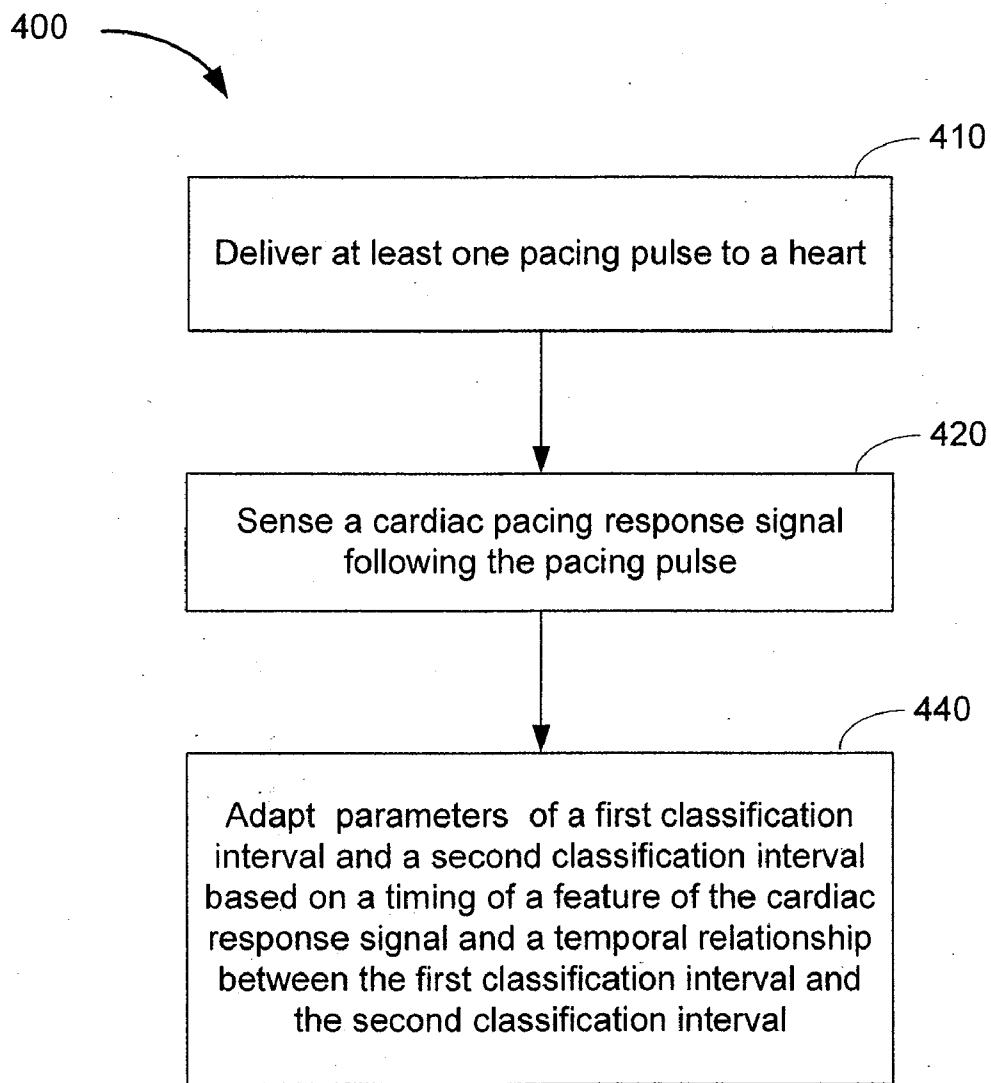 400
410
Deliver at least one pacing pulse to a heart
420
Sense a cardiac pacing response signal
following the pacing pulse
440
Adapt parameters of a first classification
interval and a second classification interval
based on a timing of a feature of the cardiac
response signal and a temporal relationship
between the first classification interval and
the second classification interval